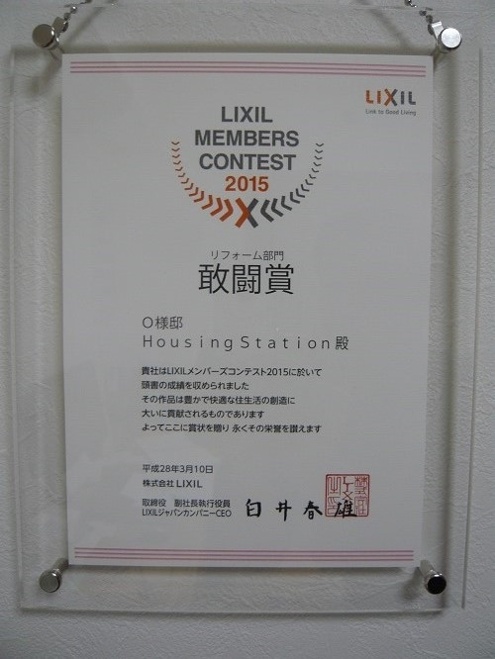 LIXIL
Link to Good Living
LIXIL
MEMBERS
CONTEST
2015
リフォーム部門
敢闘賞
O様邸
HousingStation殿
貴社はLIXILメンバーズコンテスト2015に於いて
頭書の成績を収められました
その作品は豊かで快適な住生活の創造に
大いに貢献されるものであります
よってここに賞状を贈り 永くその栄誉を讃えます
平成28年3月10日
株式会社 LIXIL
取締役 副社長執行役員
LIXILジャパンカンパニーCEO
白井春雄